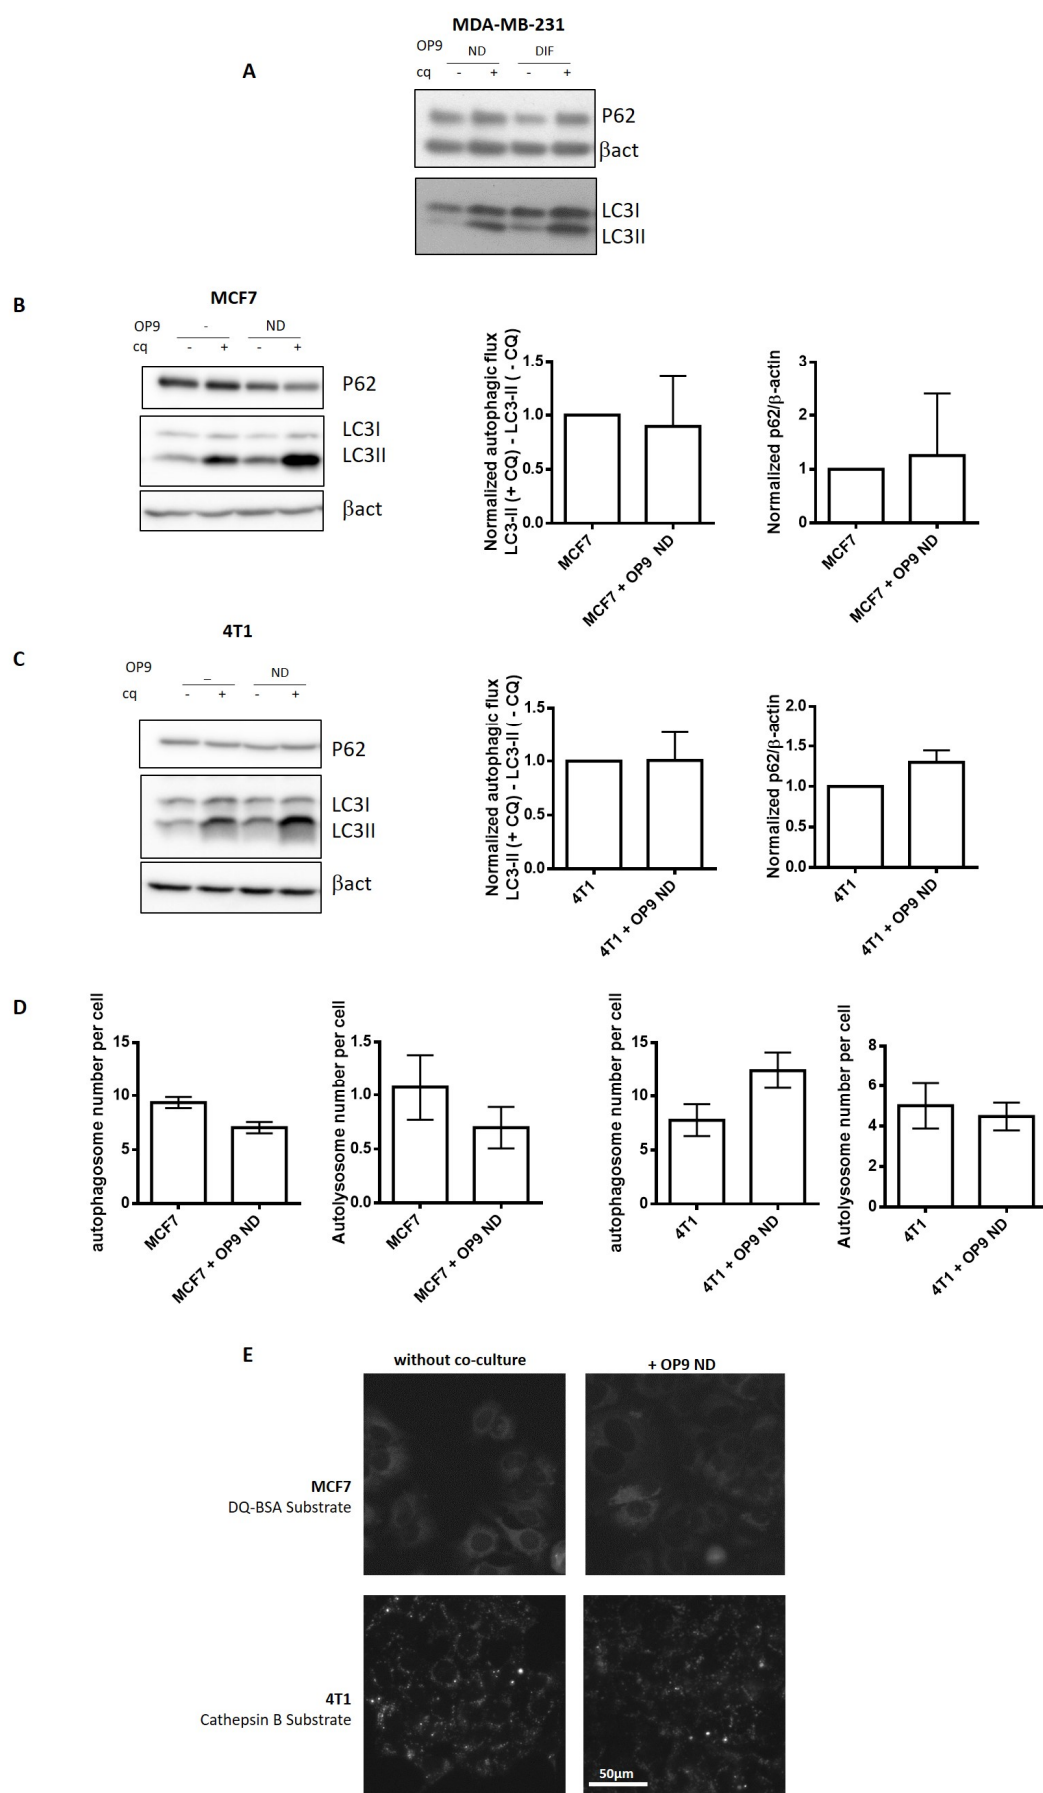 MDA-MB-231
A
OP9 ND DIF
cq - + - +
P62
βact
LC3I
LC3II
B
MCF7
OP9 - ND
cq - + - +
P62
LC3I
LC3II
βact
Normalized autophagic flux
LC3-II (+ CQ) - LC3-II ( - CQ)
1.5
1.0
0.5
0.0
MCF7
MCF7 + OP9 ND
Normalized p62/β-actin
3
2
1
0
MCF7
MCF7 + OP9 ND
4T1
C
OP9 _ ND
cq - + - +
P62
LC3I
LC3II
βact
Normalized autophagic flux
LC3-II (+ CQ) - LC3-II ( - CQ)
1.5
1.0
0.5
0.0
4T1
4T1 + OP9 ND
Normalized p62/β-actin
2.0
1.5
1.0
0.5
0.0
4T1
4T1 + OP9 ND
D
autophagosome number per cell
15
10
5
0
MCF7
MCF7 + OP9 ND
Autolysosome number per cell
1.5
1.0
0.5
0.0
MCF7
MCF7 + OP9 ND
autophagosome number per cell
15
10
5
0
4T1
4T1 + OP9 ND
Autolysosome number per cell
8
6
4
2
0
4T1
4T1 + OP9 ND
E
without co-culture + OP9 ND
MCF7
DQ-BSA Substrate
4T1
Cathepsin B Substrate
50µm